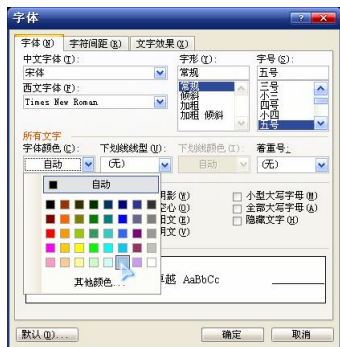 字体
字体(N) 字符间距(R) 文字效果(X)
中文字体(T): 字形(Y): 字号(S):
宋体 常规 五号
西文字体(F): 常规 三号
Times New Roman 倾斜 小三
加粗 四号
加粗 倾斜 小四
五号
所有文字
字体颜色(C): 下划线线型(U): 下划线颜色(I): 着重号:
自动 (无) 自动 (无)
自动
影(W) 小型大写字母(M)
心(O) 全部大写字母(A)
文(E) 隐藏文字(H)
文(V)
其他颜色...
越 AaBbCc
默认(D)... 确定 取消